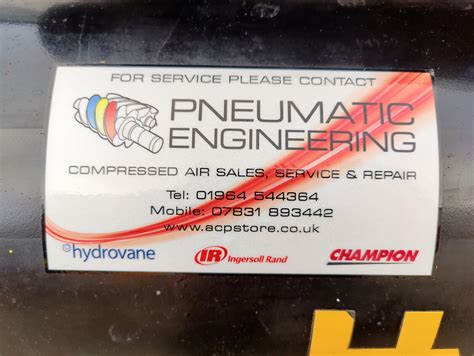 FOR SERVICE PLEASE CONTACT
PNEUMATIC
ENGINEERING
COMPRESSED AIR SALES, SERVICE & REPAIR
Tel: 01964 544364
Mobile: 07831 893442
www.acpstore.co.uk
hydrovane
IR Ingersoll Rand
CHAMPION